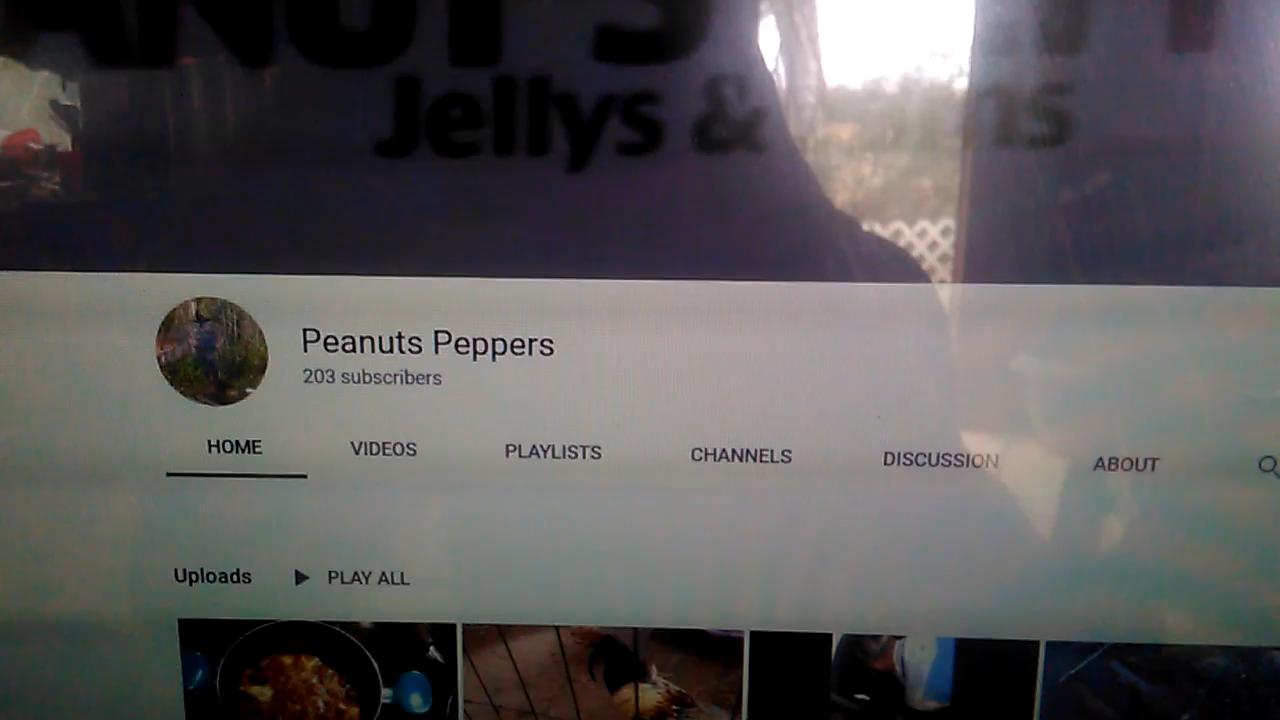 Jellys &
Peanuts Peppers
203 subscribers
HOME VIDEOS PLAYLISTS CHANNELS DISCUSSION ABOUT
Uploads PLAY ALL